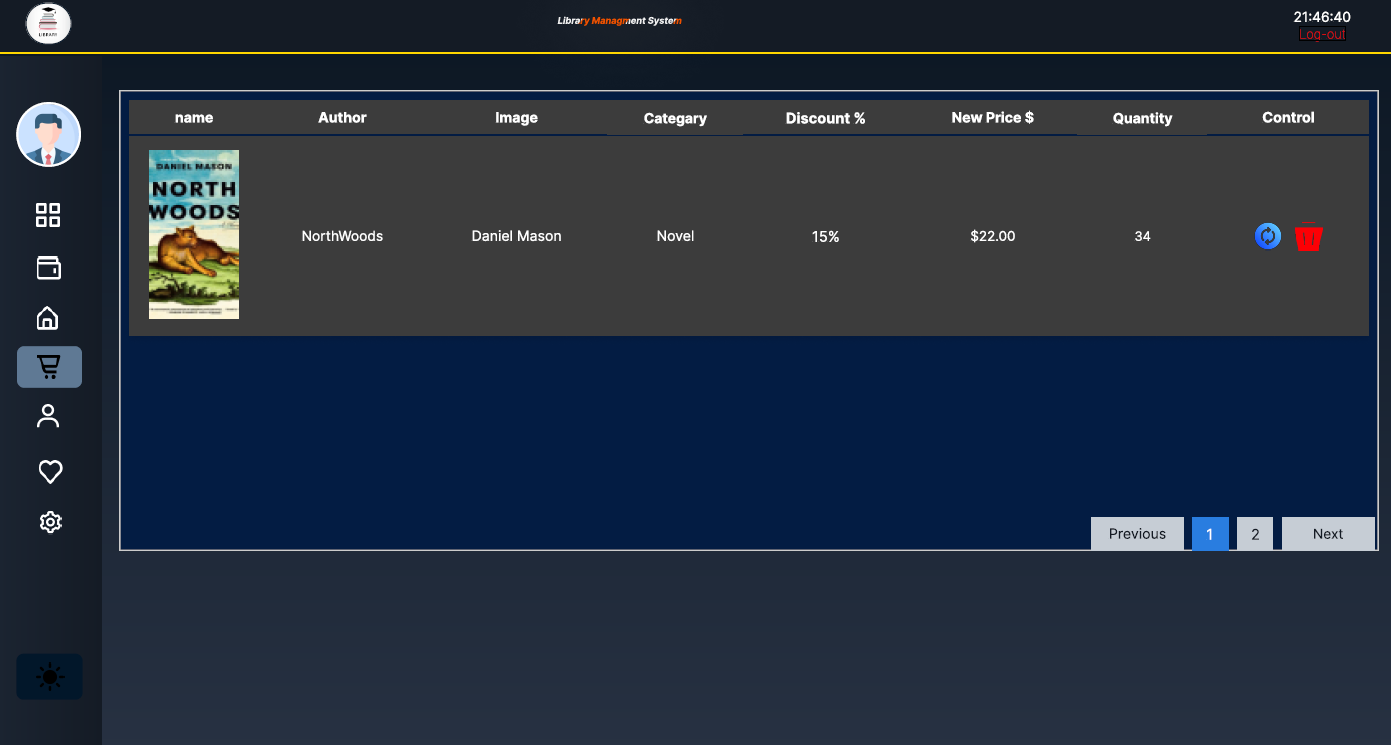 LIBRARY
Library Managment System
21:46:40
Log-out
name Author Image Categary Discount % New Price $ Quantity Control
DANIEL MASON
NORTH
WOODS
NorthWoods Daniel Mason Novel 15% $22.00 34
Previous 1 2 Next